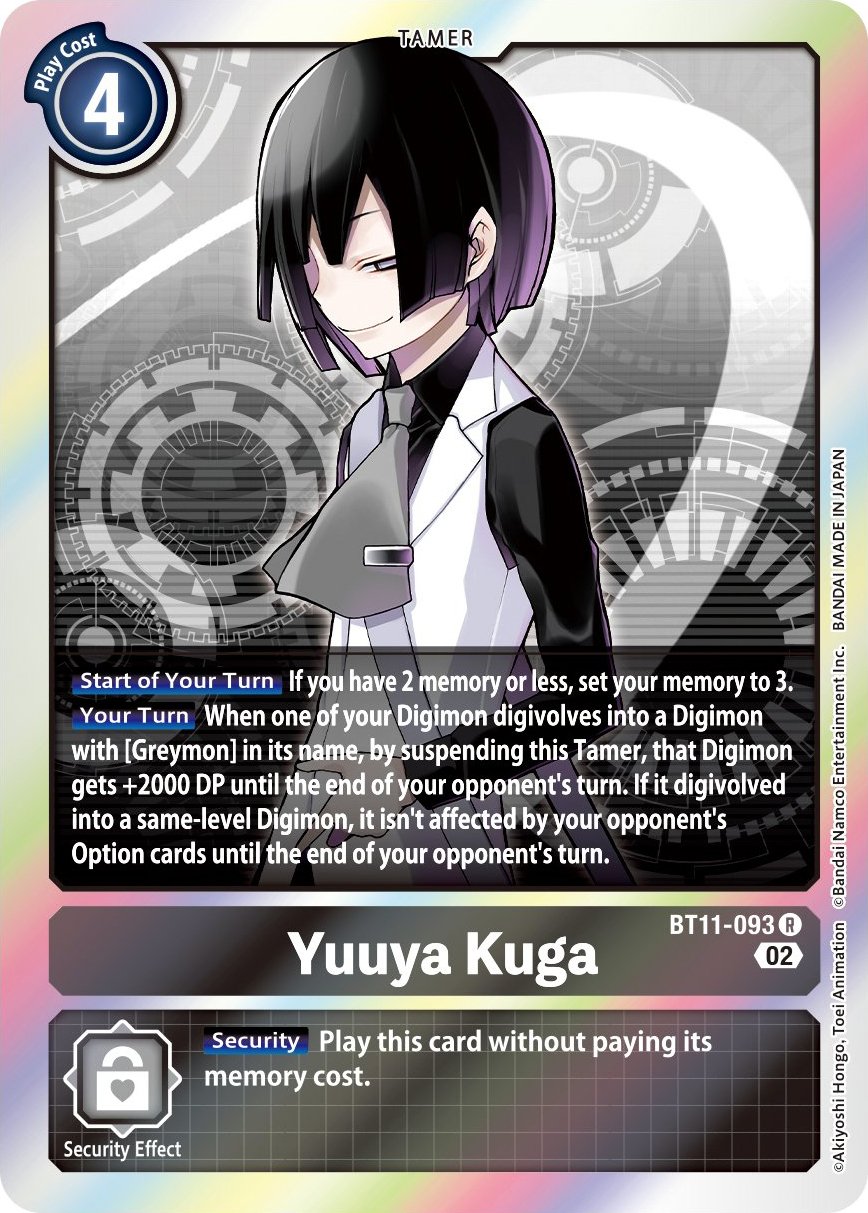 TAMER
Play Cost
4
Start of Your Turn If you have 2 memory or less, set your memory to 3.
Your Turn When one of your Digimon digivolves into a Digimon
with [Greymon] in its name, by suspending this Tamer, that Digimon
gets +2000 DP until the end of your opponent's turn. If it digivolved
into a same-level Digimon, it isn't affected by your opponent's
Option cards until the end of your opponent's turn.
BT11-093 R
Yuuya Kuga
02
Security Play this card without paying its
memory cost.
Security Effect
©Akiyoshi Hongo, Toei Animation ©Bandai Namco Entertainment Inc. BANDAI MADE IN JAPAN